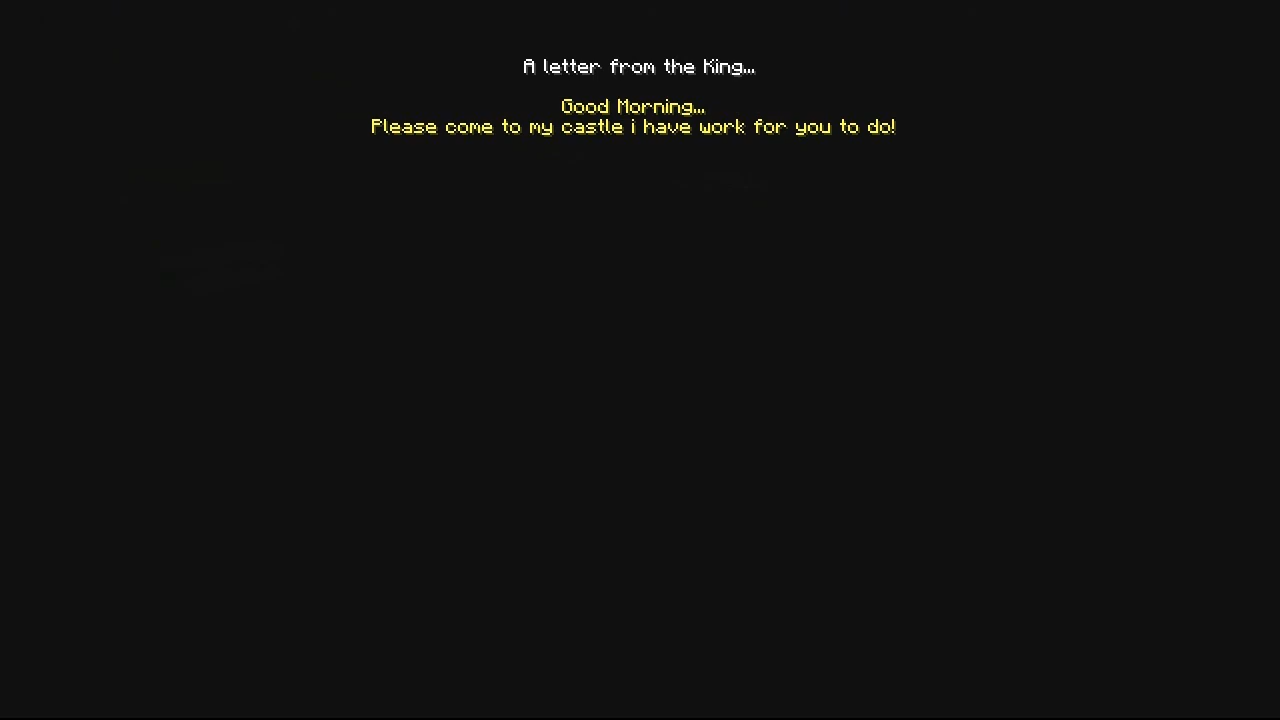 A letter from the King...
Good Morning...
Please come to my castle i have work for you to do!